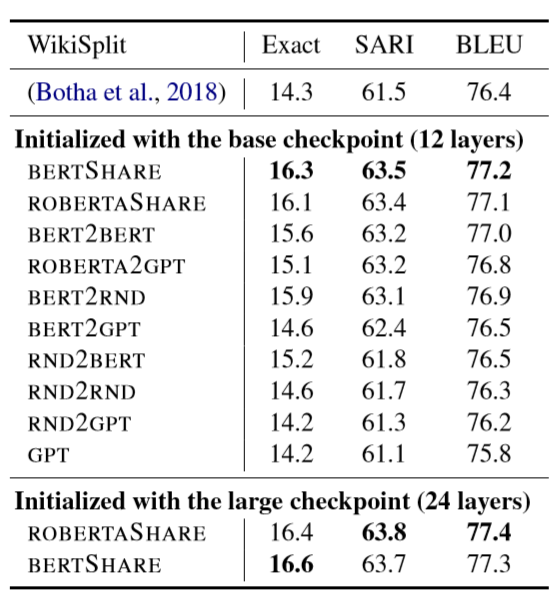 WikiSplit Exact SARI BLEU
(Botha et al., 2018) 14.3 61.5 76.4
Initialized with the base checkpoint (12 layers)
BERTSHARE 16.3 63.5 77.2
ROBERTASHARE 16.1 63.4 77.1
BERT2BERT 15.6 63.2 77.0
ROBERTA2GPT 15.1 63.2 76.8
BERT2RND 15.9 63.1 76.9
BERT2GPT 14.6 62.4 76.5
RND2BERT 15.2 61.8 76.5
RND2RND 14.6 61.7 76.3
RND2GPT 14.2 61.3 76.2
GPT 14.2 61.1 75.8
Initialized with the large checkpoint (24 layers)
ROBERTASHARE 16.4 63.8 77.4
BERTSHARE 16.6 63.7 77.3